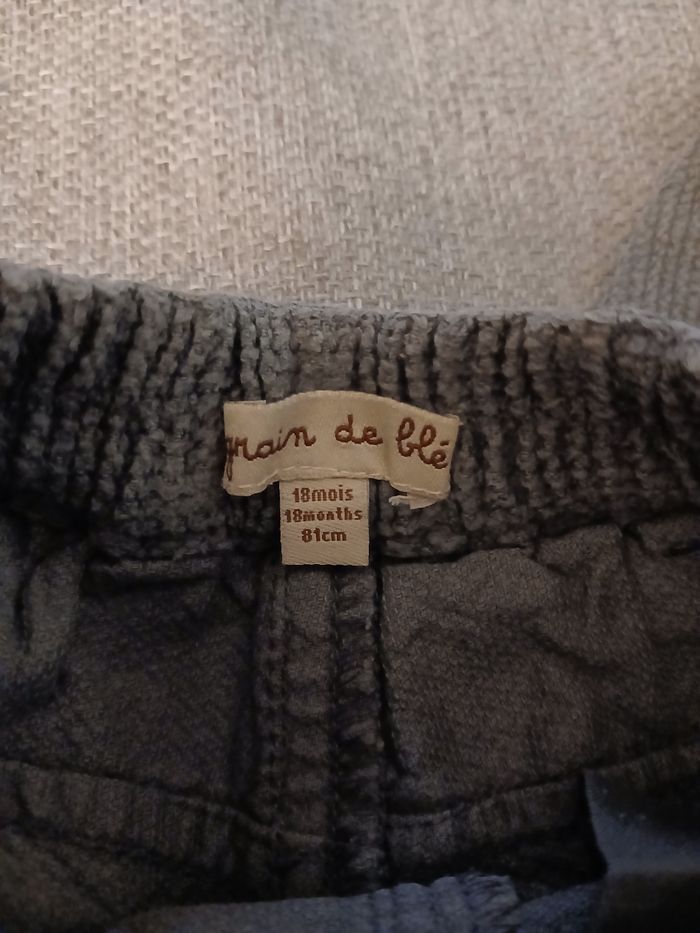 grain de blé
18mois
18months
81cm